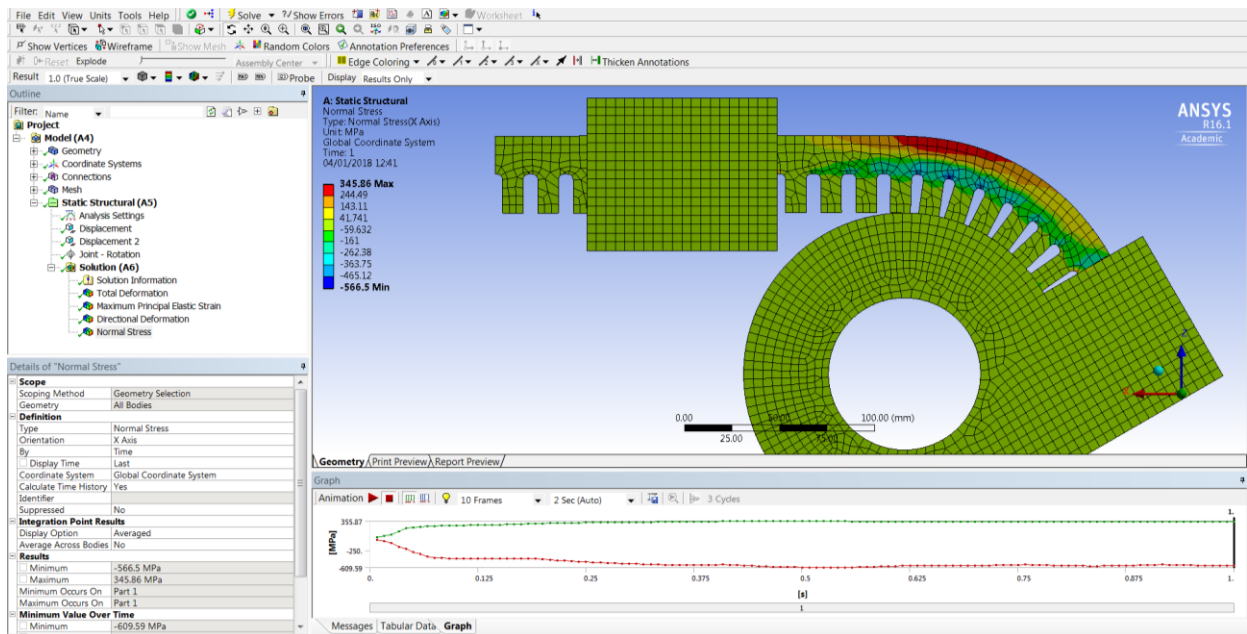 File Edit View Units Tools Help Solve ?/Show Errors A Worksheet
Show Vertices Wireframe Show Mesh Random Colors Annotation Preferences
Reset Explode Assembly Center Edge Coloring Thicken Annotations
Result 1.0 (True Scale) Probe Display Results Only
Outline
Filter: Name
Project
Model (A4)
Geometry
Coordinate Systems
Connections
Mesh
Static Structural (A5)
Analysis Settings
Displacement
Displacement 2
Joint - Rotation
Solution (A6)
Solution Information
Total Deformation
Maximum Principal Elastic Strain
Directional Deformation
Normal Stress
Details of "Normal Stress"
Scope
Scoping Method Geometry Selection
Geometry All Bodies
Definition
Type Normal Stress
Orientation X Axis
By Time
Display Time Last
Coordinate System Global Coordinate System
Calculate Time History Yes
Identifier
Suppressed No
Integration Point Results
Display Option Averaged
Average Across Bodies No
Results
Minimum -566.5 MPa
Maximum 345.86 MPa
Minimum Occurs On Part 1
Maximum Occurs On Part 1
Minimum Value Over Time
Minimum -609.59 MPa
A: Static Structural
Normal Stress
Type: Normal Stress(X Axis)
Unit: MPa
Global Coordinate System
Time: 1
04/01/2018 12:41
345.86 Max
244.49
143.11
41.741
-59.632
-161
-262.38
-363.75
-465.12
-566.5 Min
ANSYS
R16.1
Academic
0.00 50.00 100.00 (mm)
25.00 75.00
Z
X
Geometry Print Preview Report Preview
Graph
Animation 10 Frames 2 Sec (Auto) 3 Cycles
1.
355.87
-250.
-609.59
[MPa]
0. 0.125 0.25 0.375 0.5 0.625 0.75 0.875 1.
[s]
1
Messages Tabular Data Graph